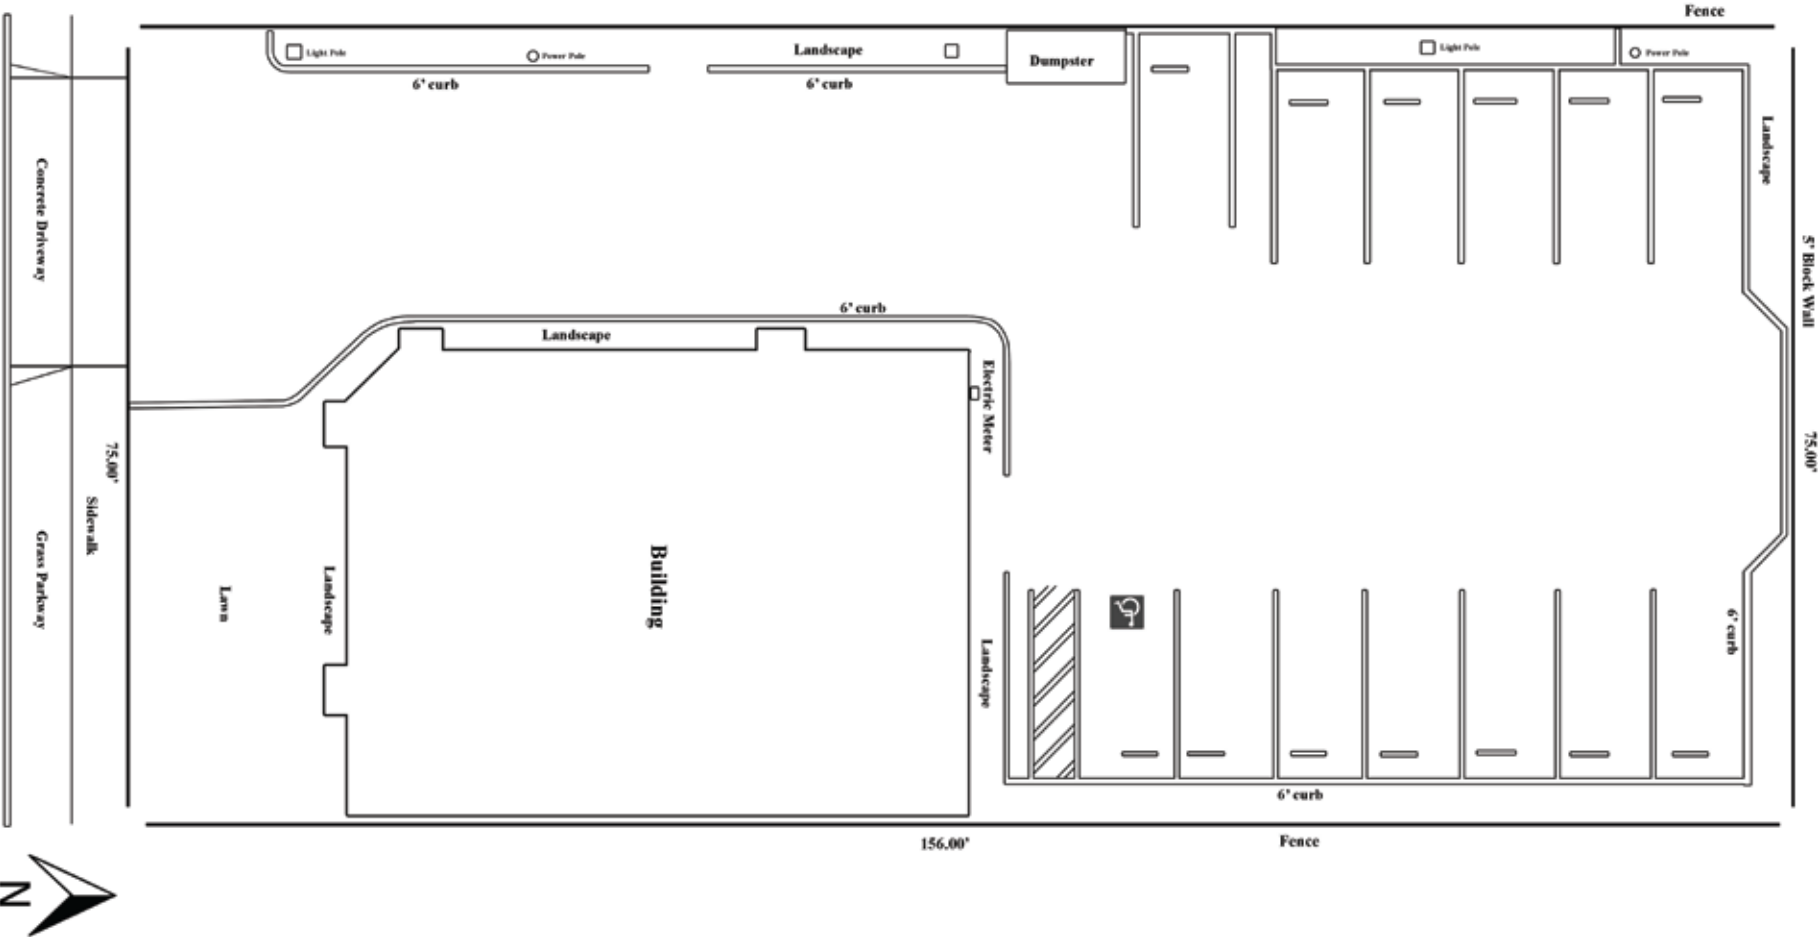 Fence
Light Pole
Power Pole
Landscape
Dumpster
Light Pole
Power Pole
6' curb
6' curb
Landscape
Concrete Driveway
5' Block Wall
6' curb
Landscape
Electric Meter
75.00'
75.00'
Sidewalk
Grass Parkway
Lawn
Landscape
Building
Landscape
6' curb
6' curb
156.00'
Fence
N